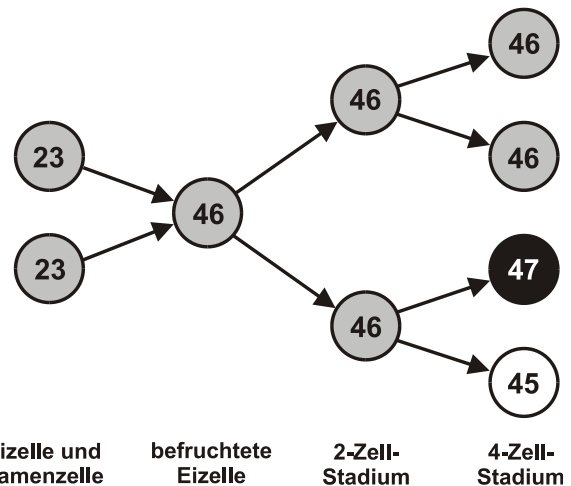 46
46
46
23
46
23
47
46
45
izelle und
amenzelle
befruchtete
Eizelle
2-Zell-
Stadium
4-Zell-
Stadium